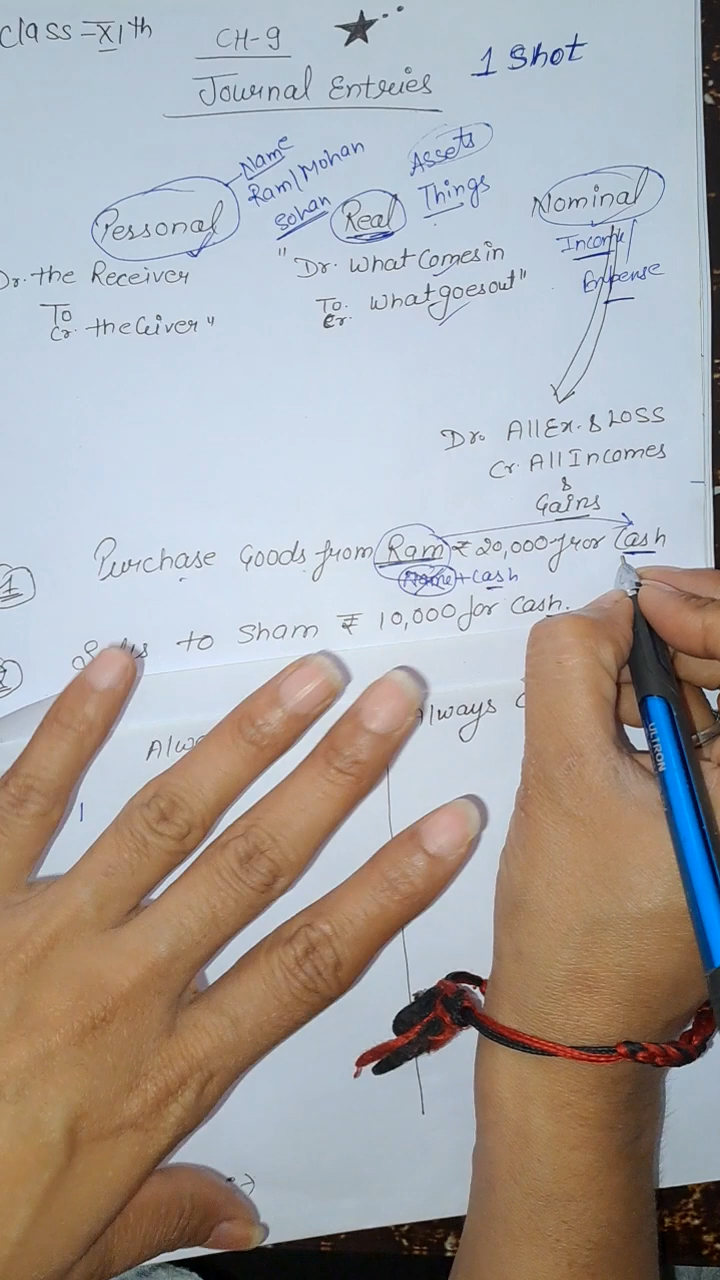 Class = XIth
CH-9
1 Shot
Journal Entries
Name
Ram/Mohan
Sohan
Assets
Things
Personal
Real
Nominal
Income/
Expense
Dr. the Receiver
To
Cr. the Giver"
" Dr. What Comes in
To.
Cr. What goes out"
Dr. All Ex. & LOSS
Cr. All Incomes
&
Gains
1 Purchase Goods from Ram ₹ 20,000 for Cash
Name + Cash
2 to Sham ₹ 10,000 for Cash.
Always
ULTRON